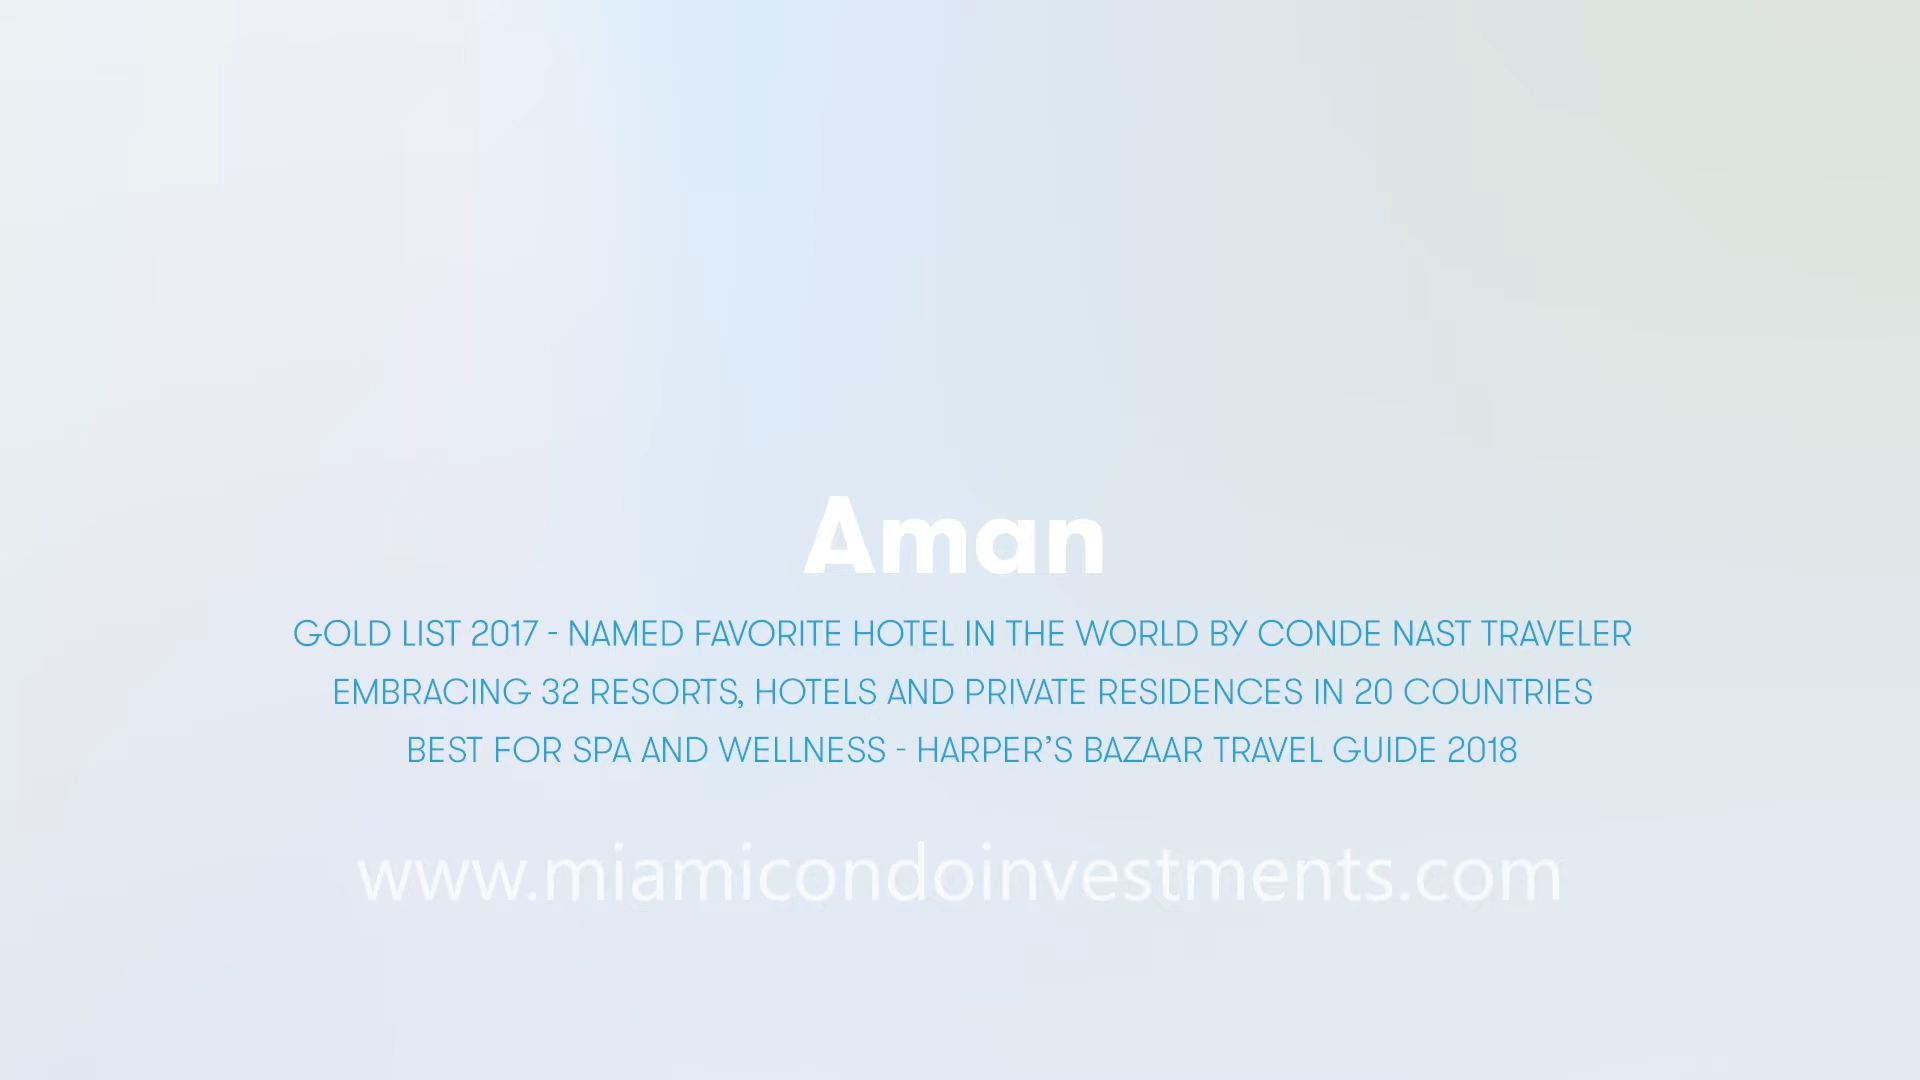 Aman
GOLD LIST 2017 - NAMED FAVORITE HOTEL IN THE WORLD BY CONDE NAST TRAVELER
EMBRACING 32 RESORTS, HOTELS AND PRIVATE RESIDENCES IN 20 COUNTRIES
BEST FOR SPA AND WELLNESS - HARPER’S BAZAAR TRAVEL GUIDE 2018
www.miamicondoinvestments.com